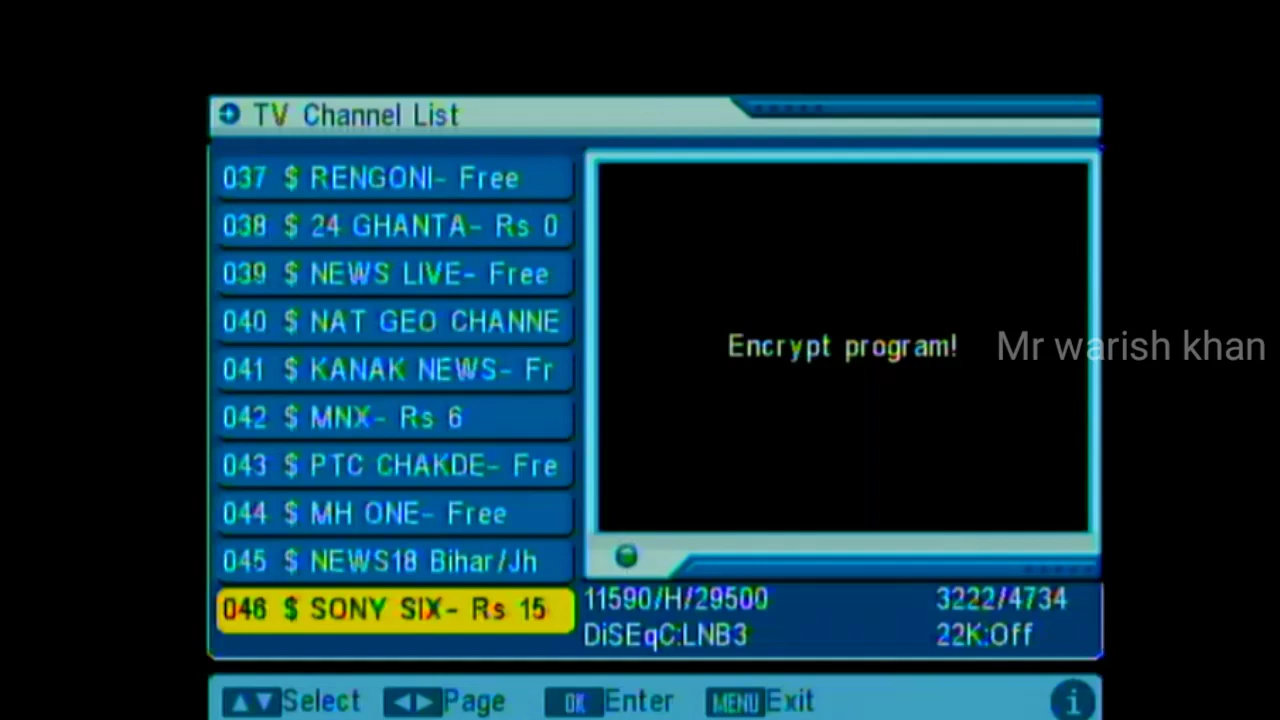 TV Channel List
037 $ RENGONI- Free
038 $ 24 GHANTA- Rs 0
039 $ NEWS LIVE- Free
040 $ NAT GEO CHANNE
041 $ KANAK NEWS- Fr
042 $ MNX- Rs 6
043 $ PTC CHAKDE- Fre
044 $ MH ONE- Free
045 $ NEWS18 Bihar/Jh
046 $ SONY SIX- Rs 15
Encrypt program!
Mr warish khan
11590/H/29500 3222/4734
DiSEqC:LNB3 22K:Off
▲▼Select ◀▶Page OK Enter MENU Exit i